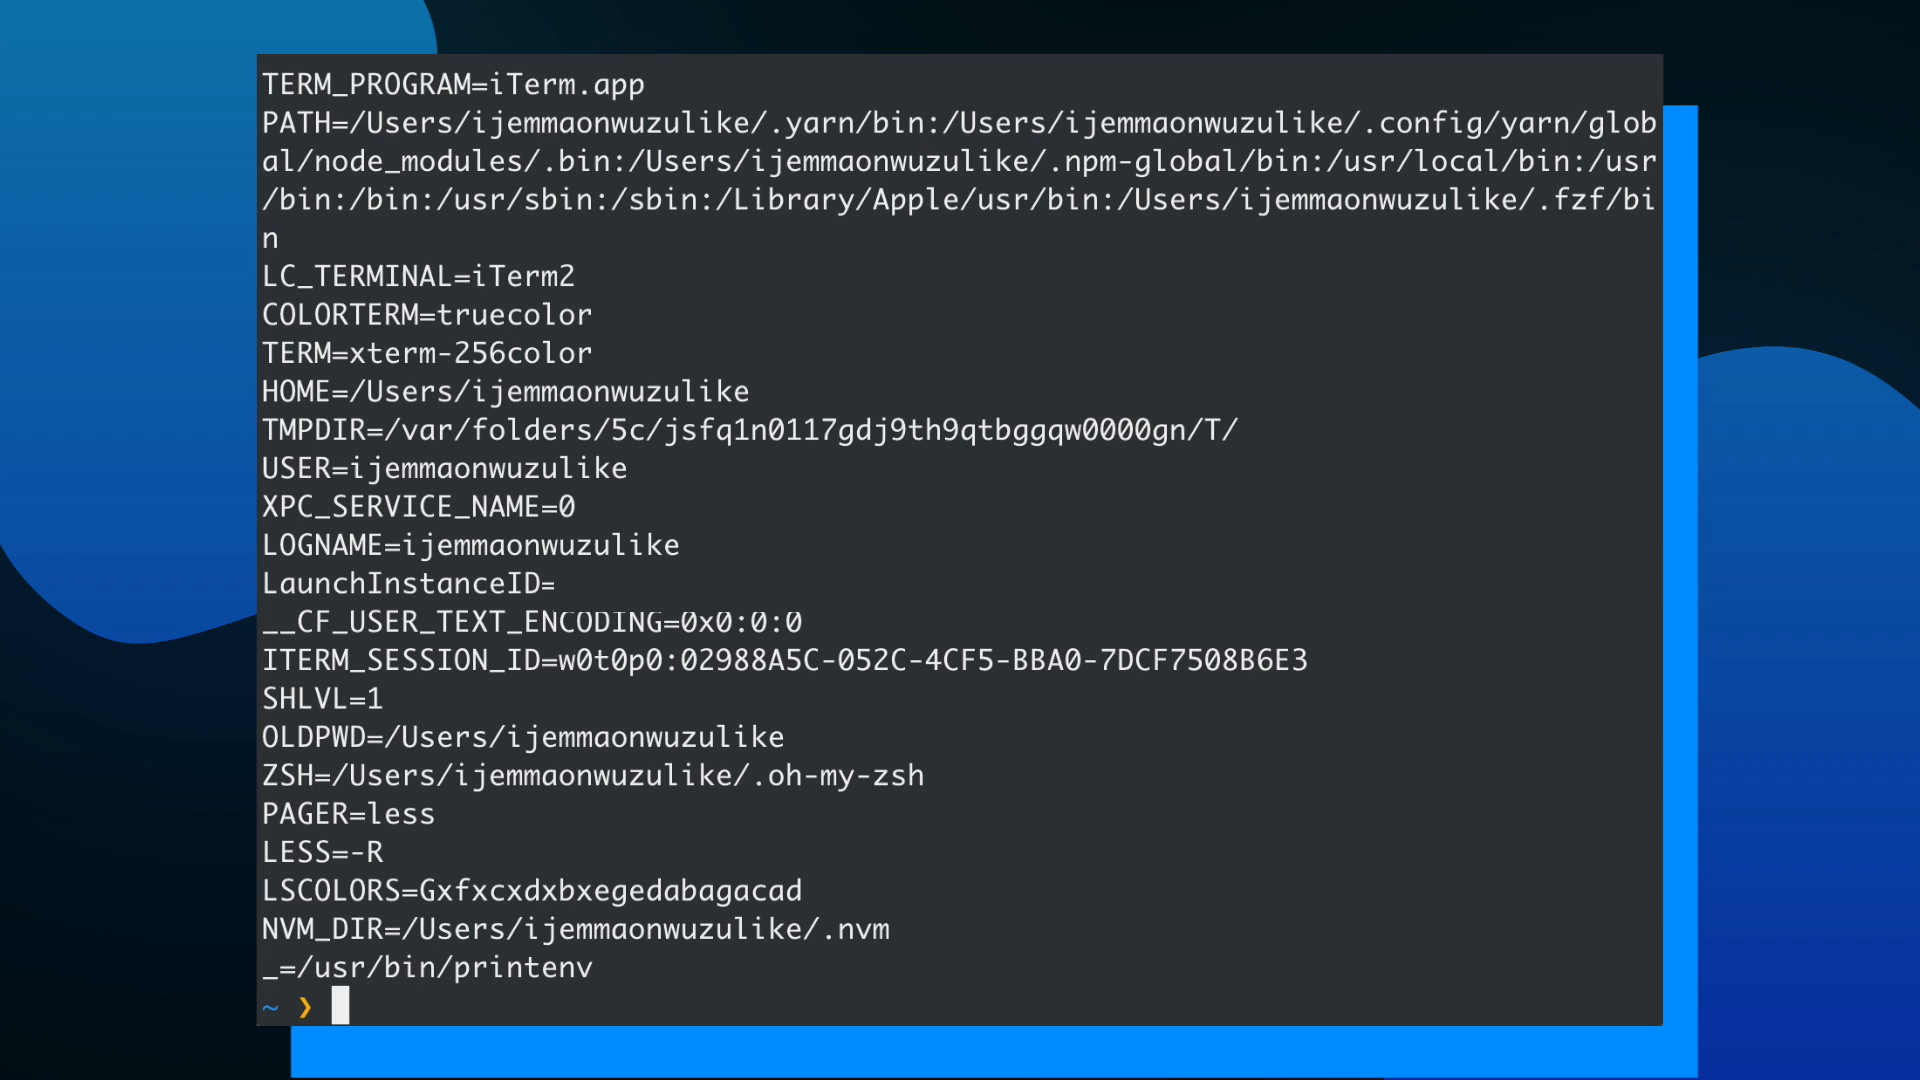 TERM_PROGRAM=iTerm.app
PATH=/Users/ijemmaonwuzulike/.yarn/bin:/Users/ijemmaonwuzulike/.config/yarn/glob
al/node_modules/.bin:/Users/ijemmaonwuzulike/.npm-global/bin:/usr/local/bin:/usr
/bin:/bin:/usr/sbin:/sbin:/Library/Apple/usr/bin:/Users/ijemmaonwuzulike/.fzf/bi
n
LC_TERMINAL=iTerm2
COLORTERM=truecolor
TERM=xterm-256color
HOME=/Users/ijemmaonwuzulike
TMPDIR=/var/folders/5c/jsfq1n0117gdj9th9qtbggqw0000gn/T/
USER=ijemmaonwuzulike
XPC_SERVICE_NAME=0
LOGNAME=ijemmaonwuzulike
LaunchInstanceID=
__CF_USER_TEXT_ENCODING=0x0:0:0
ITERM_SESSION_ID=w0t0p0:02988A5C-052C-4CF5-BBA0-7DCF7508B6E3
SHLVL=1
OLDPWD=/Users/ijemmaonwuzulike
ZSH=/Users/ijemmaonwuzulike/.oh-my-zsh
PAGER=less
LESS=-R
LSCOLORS=Gxfxcxdxbxegedabagacad
NVM_DIR=/Users/ijemmaonwuzulike/.nvm
_=/usr/bin/printenv
~ ❯